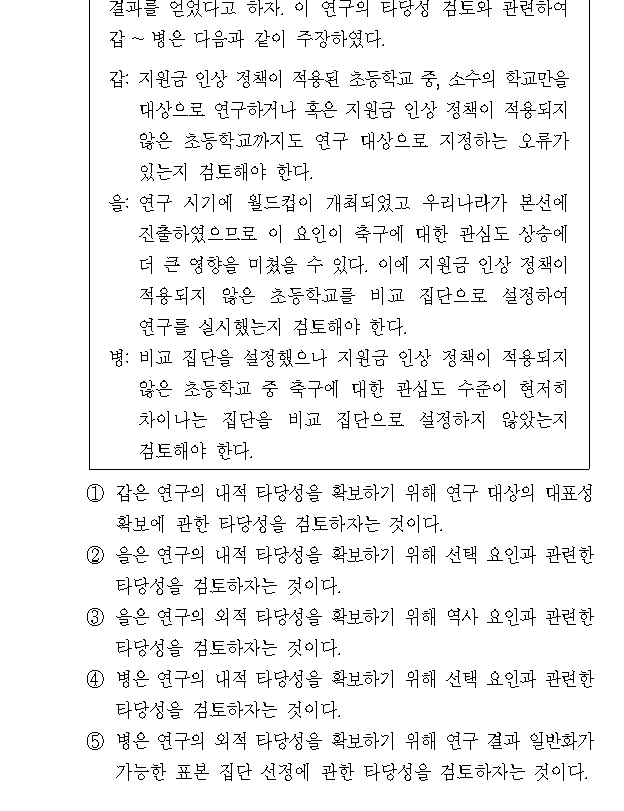 결과를 얻었다고 하자. 이 연구의 타당성 검토와 관련하여
갑 ~ 병은 다음과 같이 주장하였다.
갑: 지원금 인상 정책이 적용된 초등학교 중, 소수의 학교만을
대상으로 연구하거나 혹은 지원금 인상 정책이 적용되지
않은 초등학교까지도 연구 대상으로 지정하는 오류가
있는지 검토해야 한다.
을: 연구 시기에 월드컵이 개최되었고 우리나라가 본선에
진출하였으므로 이 요인이 축구에 대한 관심도 상승에
더 큰 영향을 미쳤을 수 있다. 이에 지원금 인상 정책이
적용되지 않은 초등학교를 비교 집단으로 설정하여
연구를 실시했는지 검토해야 한다.
병: 비교 집단을 설정했으나 지원금 인상 정책이 적용되지
않은 초등학교 중 축구에 대한 관심도 수준이 현저히
차이나는 집단을 비교 집단으로 설정하지 않았는지
검토해야 한다.
① 갑은 연구의 내적 타당성을 확보하기 위해 연구 대상의 대표성
확보에 관한 타당성을 검토하자는 것이다.
② 을은 연구의 내적 타당성을 확보하기 위해 선택 요인과 관련한
타당성을 검토하자는 것이다.
③ 을은 연구의 외적 타당성을 확보하기 위해 역사 요인과 관련한
타당성을 검토하자는 것이다.
④ 병은 연구의 내적 타당성을 확보하기 위해 선택 요인과 관련한
타당성을 검토하자는 것이다.
⑤ 병은 연구의 외적 타당성을 확보하기 위해 연구 결과 일반화가
가능한 표본 집단 선정에 관한 타당성을 검토하자는 것이다.